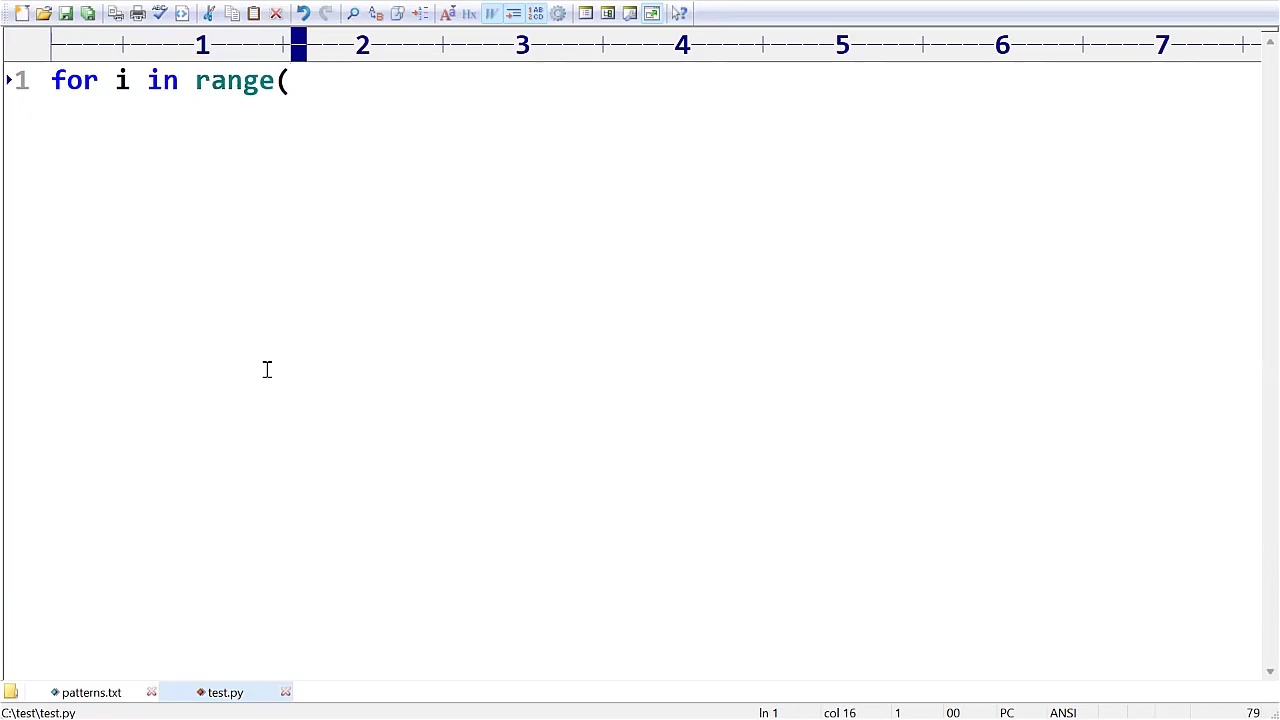 1 2 3 4 5 6 7
1 for i in range(
patterns.txt test.py
C:\test\test.py ln 1 col 16 1 00 PC ANSI 79